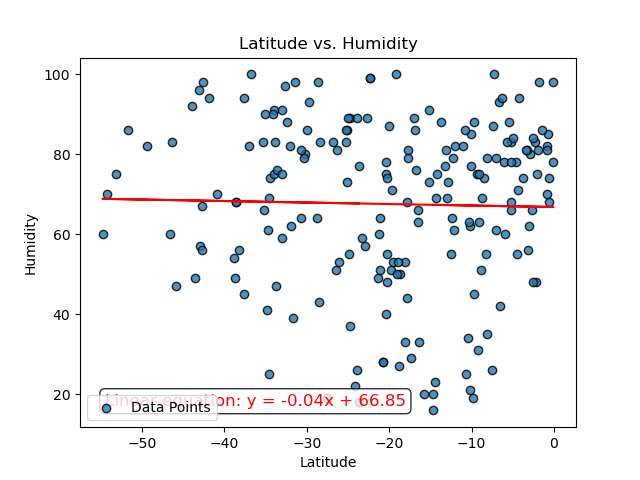 Latitude vs. Humidity
Humidity
100
80
60
40
20
Linear equation: y = -0.04x + 66.85
Data Points
−50
−40
−30
−20
−10
0
Latitude